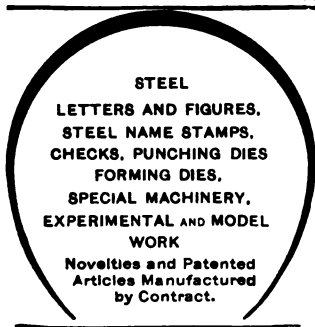 STEEL
LETTERS AND FIGURES,
STEEL NAME STAMPS,
CHECKS, PUNCHING DIES
FORMING DIES,
SPECIAL MACHINERY,
EXPERIMENTAL AND MODEL
WORK
Novelties and Patented
Articles Manufactured
by Contract.